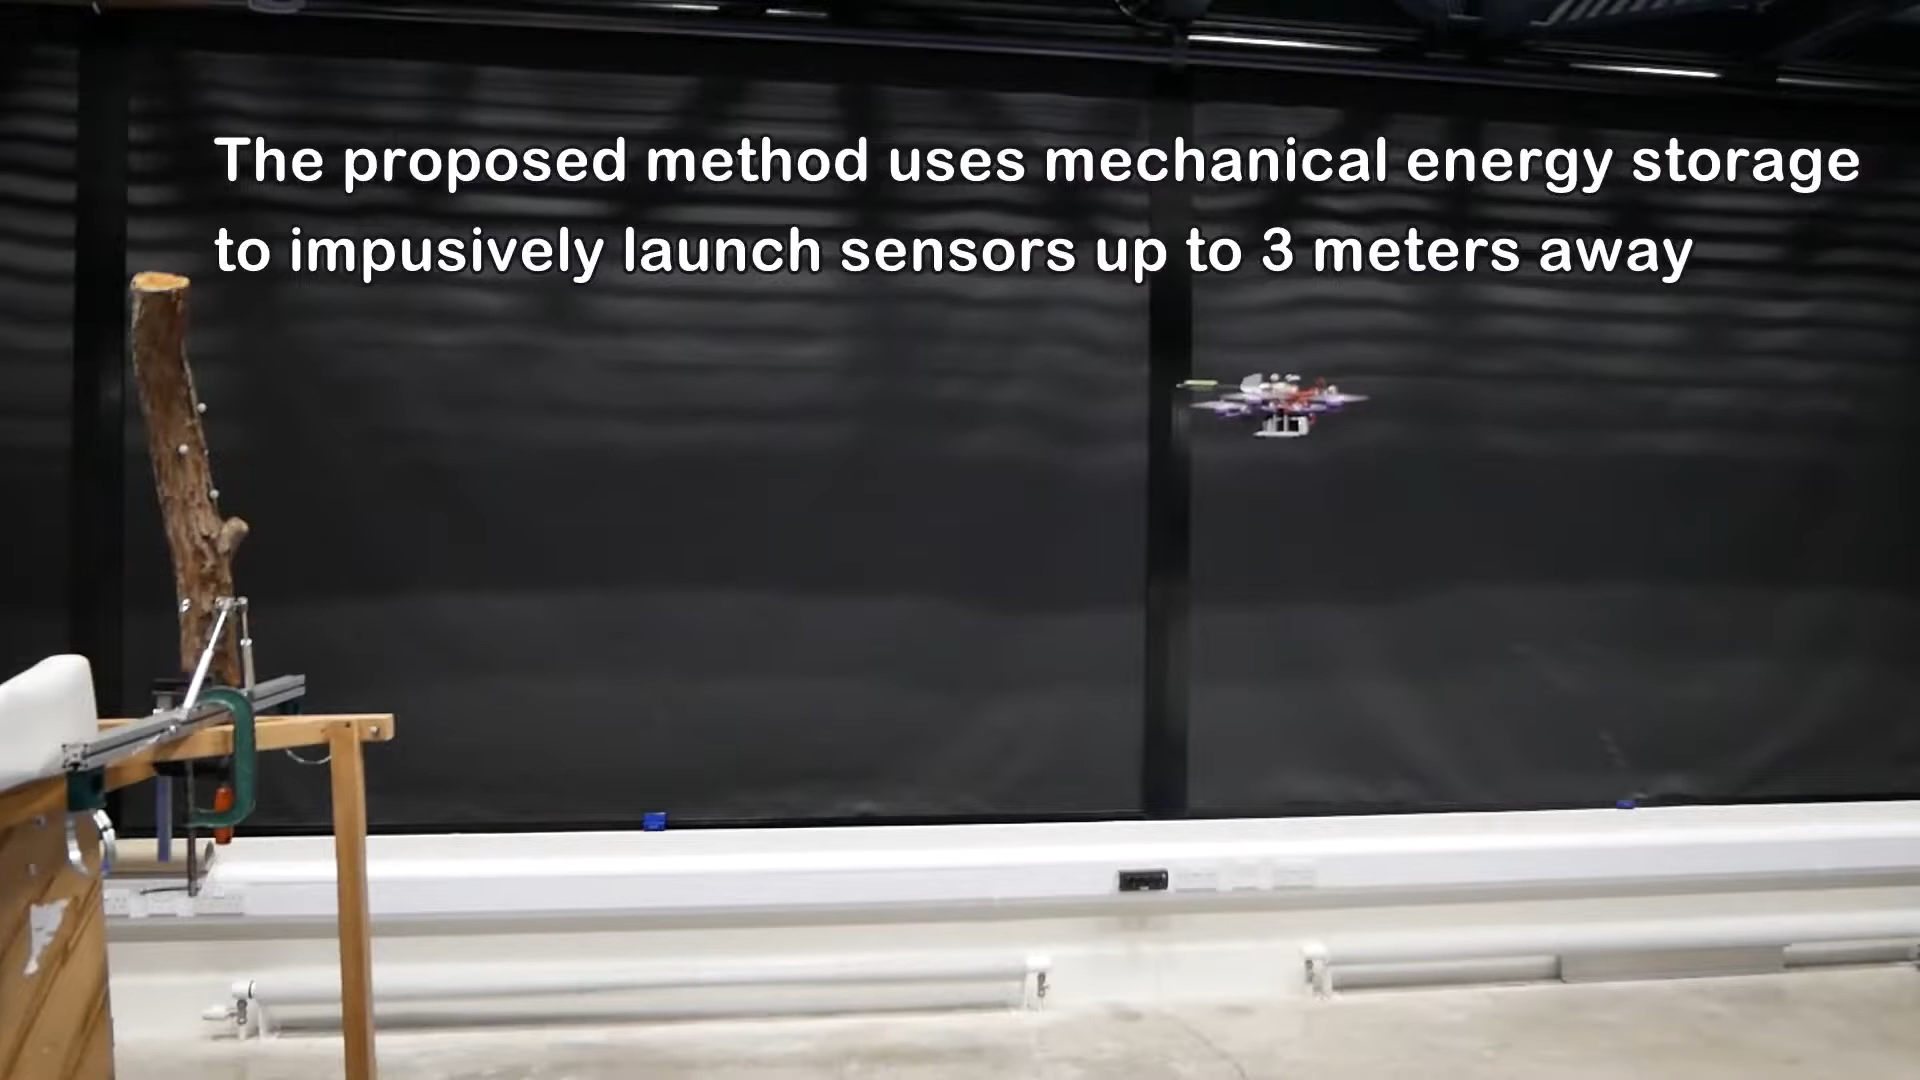 The proposed method uses mechanical energy storage
to impusively launch sensors up to 3 meters away